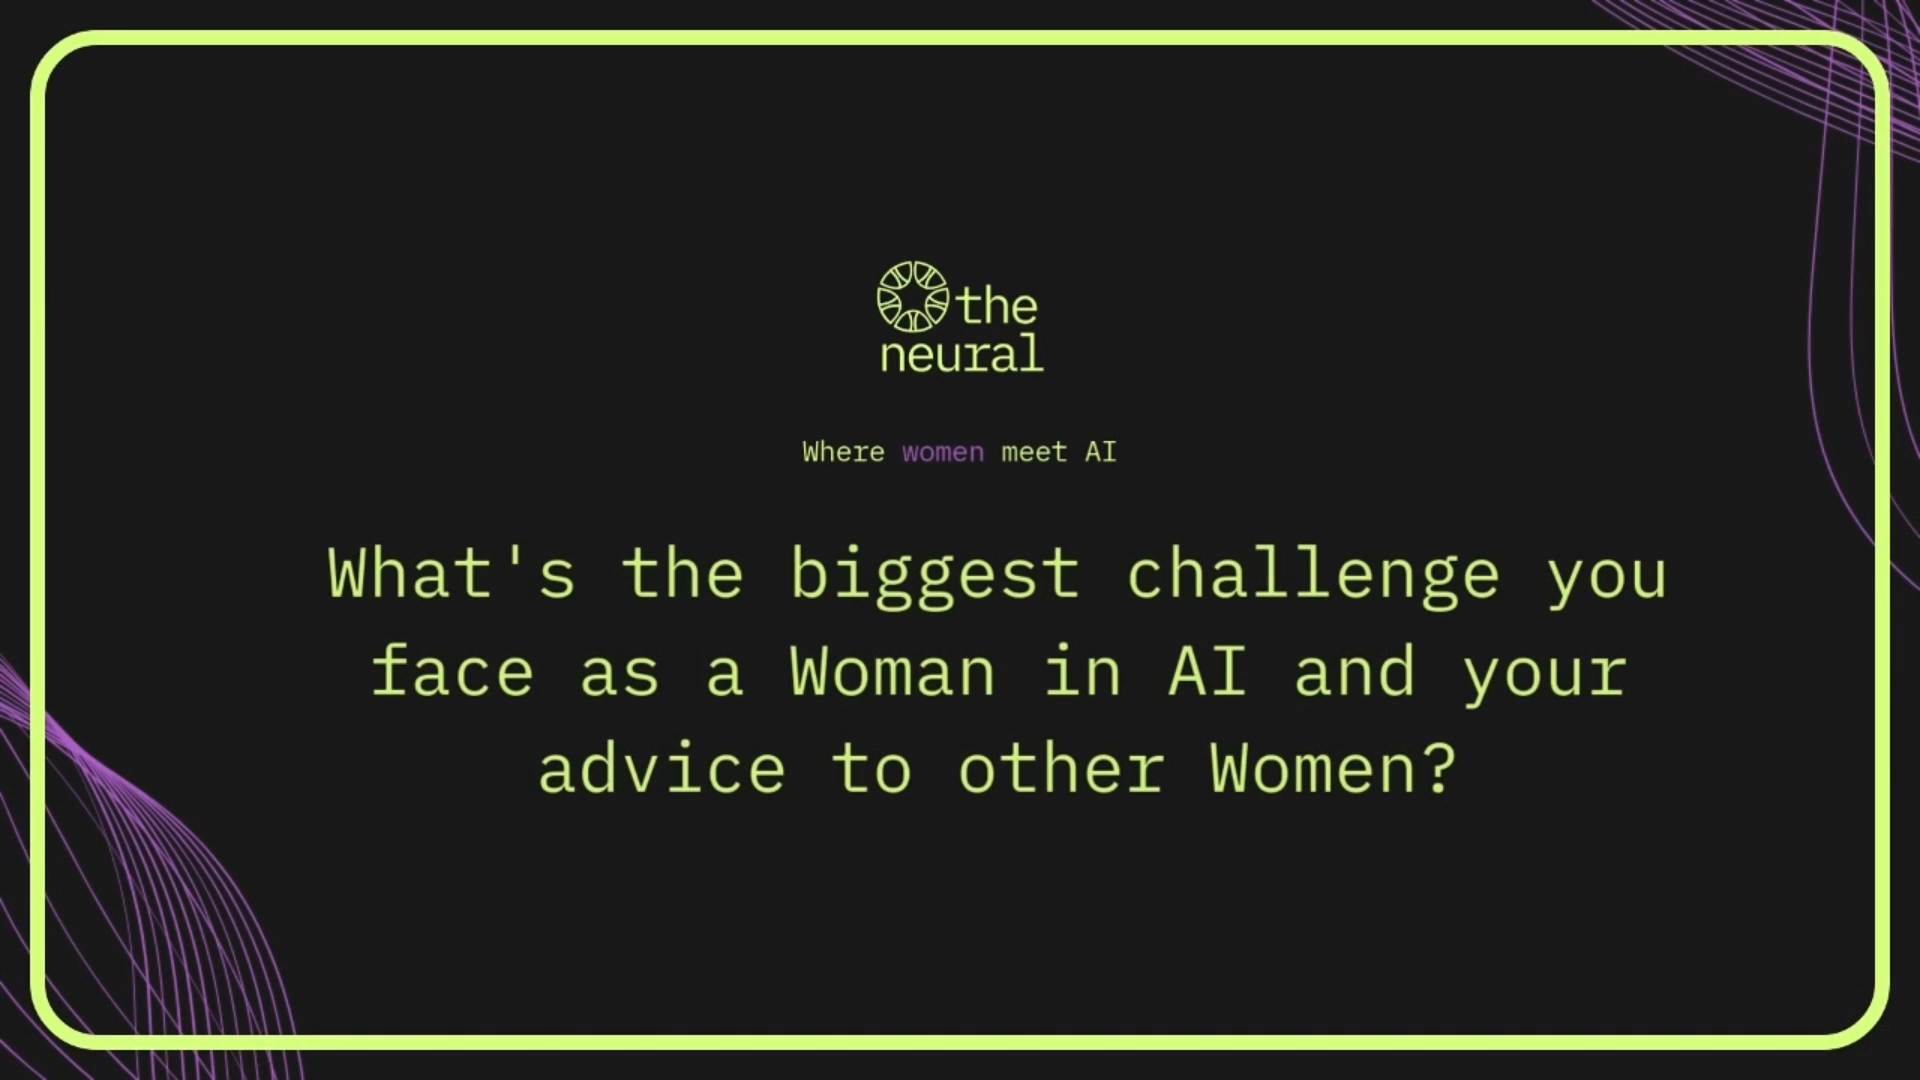 the
neural
Where women meet AI
What's the biggest challenge you
face as a Woman in AI and your
advice to other Women?